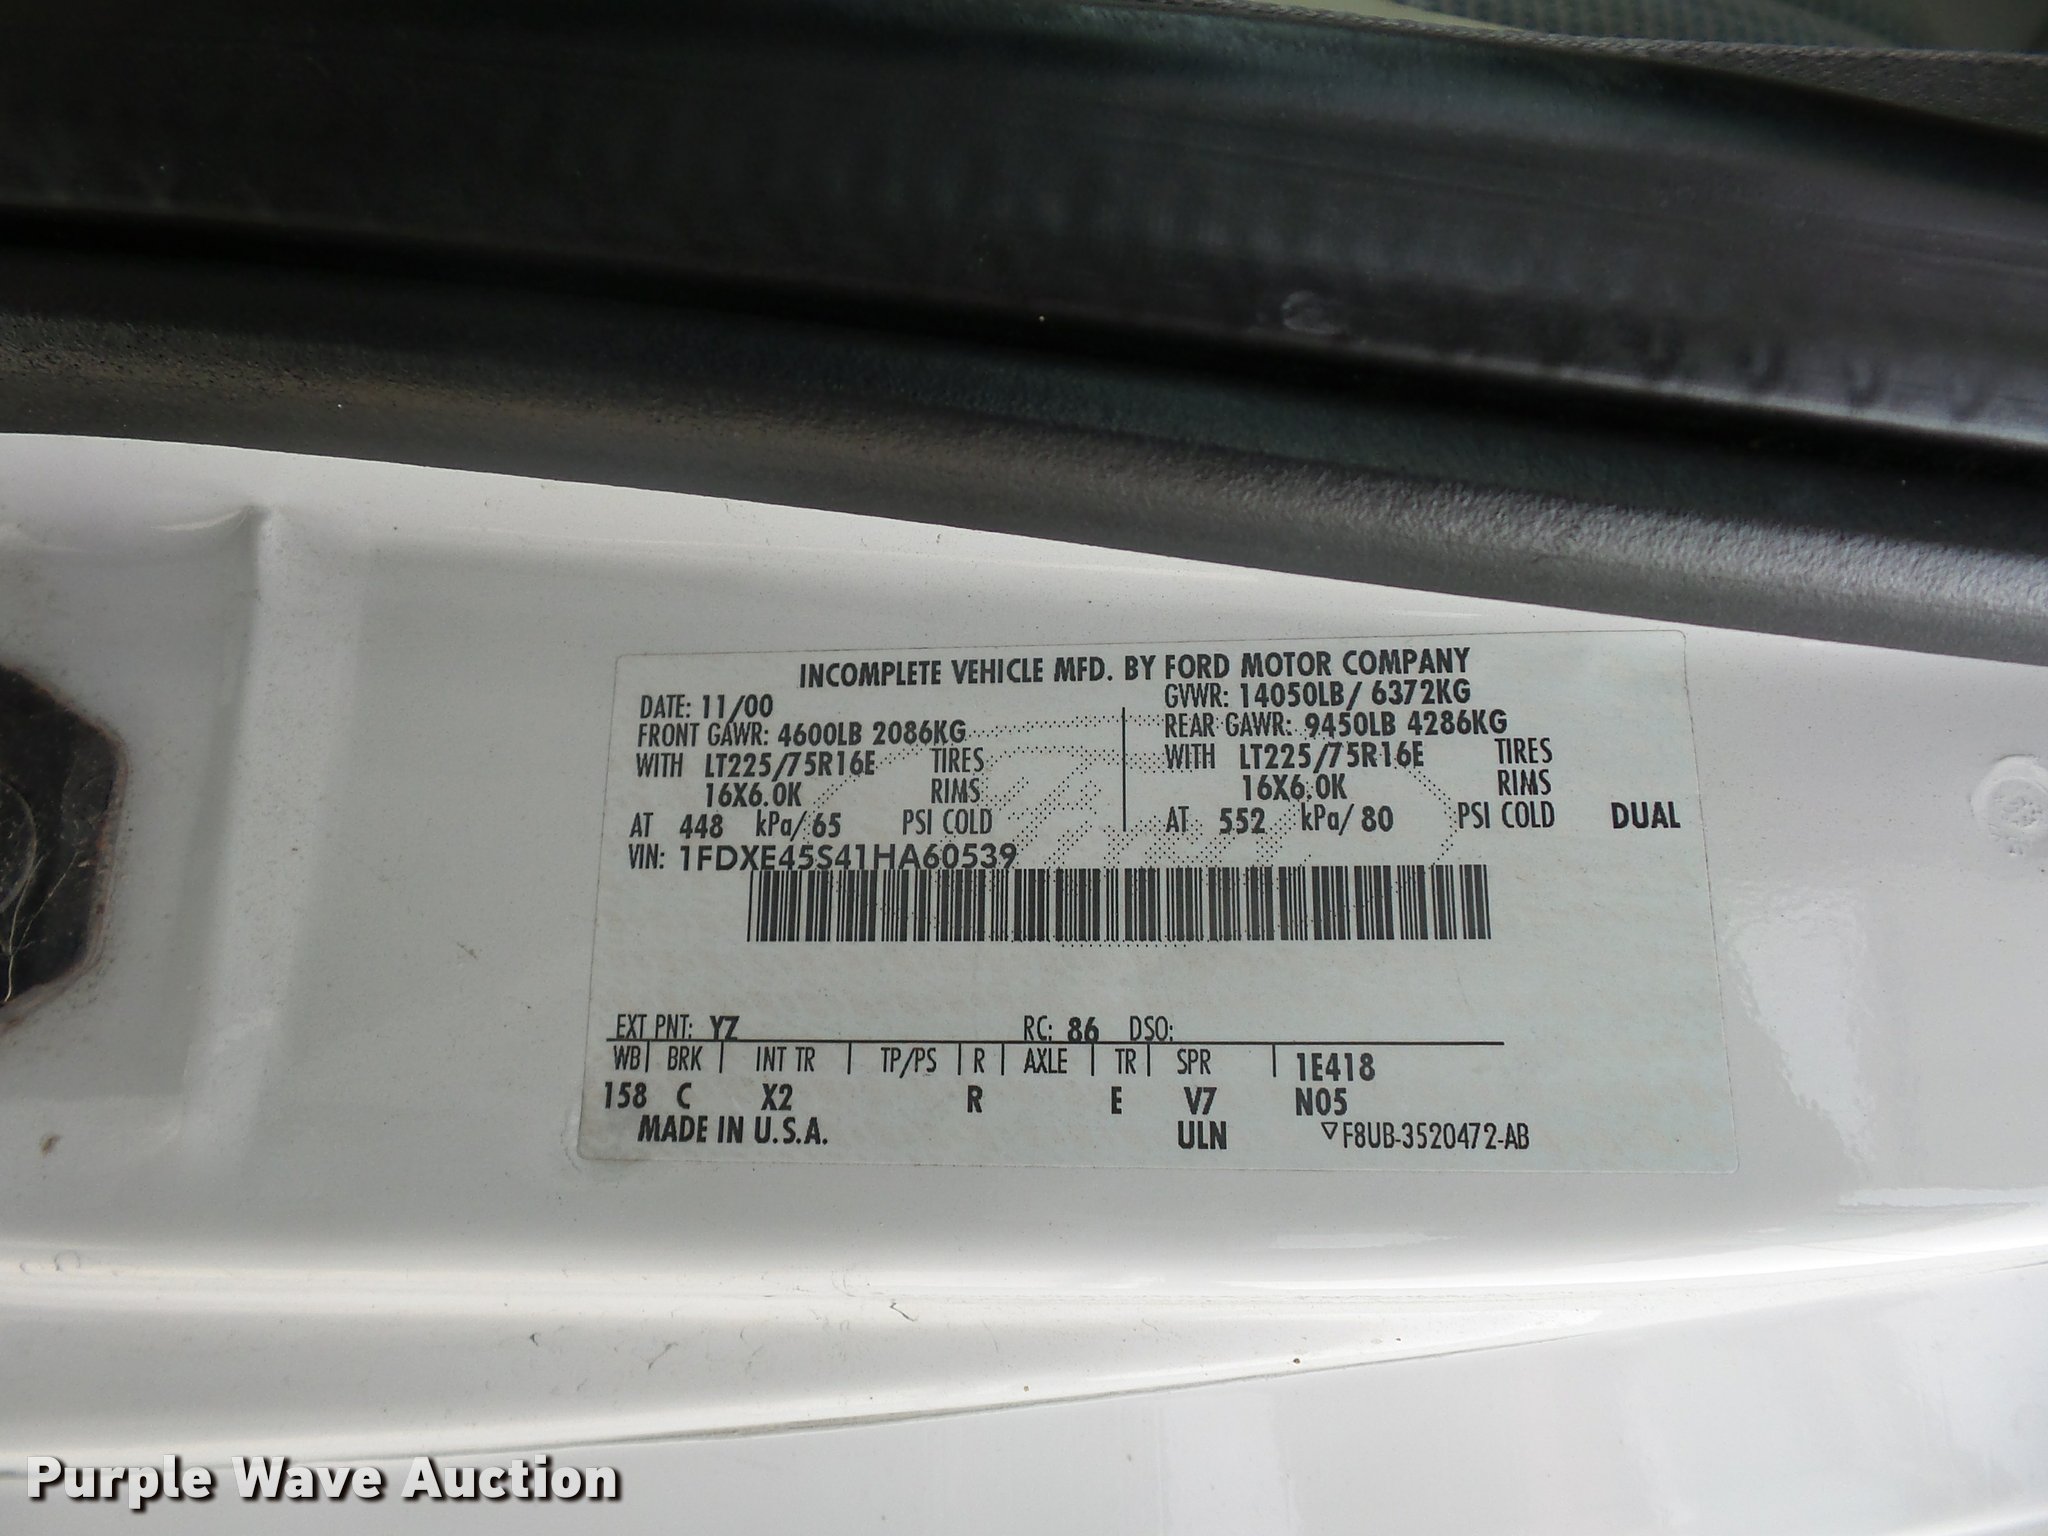 INCOMPLETE VEHICLE MFD. BY FORD MOTOR COMPANY
DATE: 11/00 GVWR: 14050LB/ 6372KG
FRONT GAWR: 4600LB 2086KG REAR GAWR: 9450LB 4286KG
WITH LT225/75R16E TIRES WITH LT225/75R16E TIRES
16X6.0K RIMS 16X6.0K RIMS
AT 448 kPa/ 65 PSI COLD AT 552 kPa/ 80 PSI COLD DUAL
VIN: 1FDXE45S41HA60539
EXT PNT: YZ RC: 86 DSO:
WB BRK INT TR TP/PS R AXLE TR SPR 1E418
158 C X2 R E V7 N05
MADE IN U.S.A. ULN ▽F8UB-3520472-AB
Purple Wave Auction